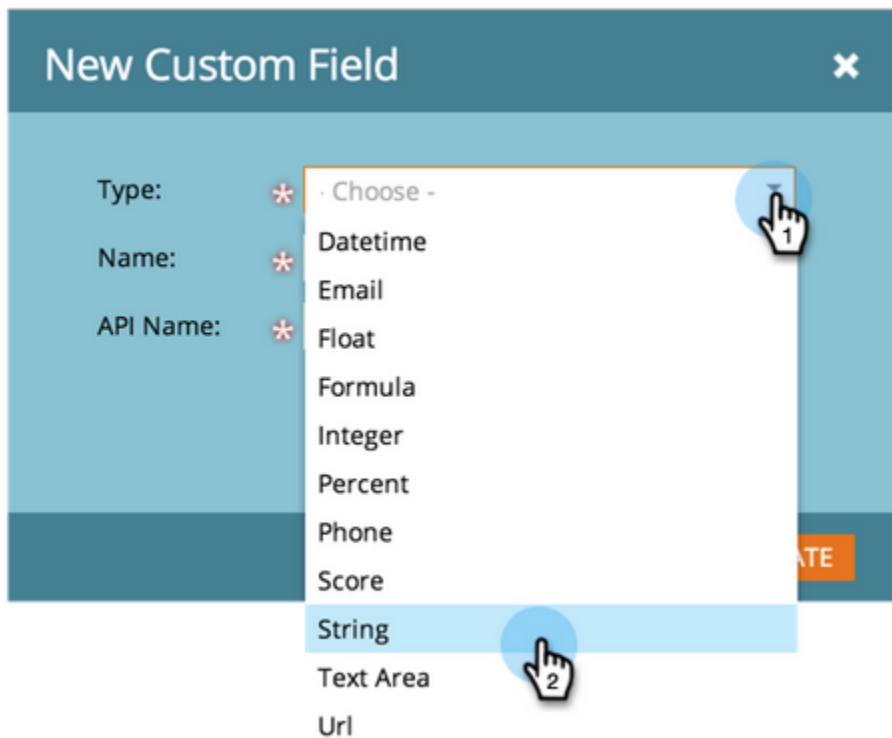 New Custom Field ✖
Type: * - Choose -
1
Datetime
Name: *
Email
API Name: *
Float
Formula
Integer
Percent
Phone
ATE
Score
String
2
Text Area
Url